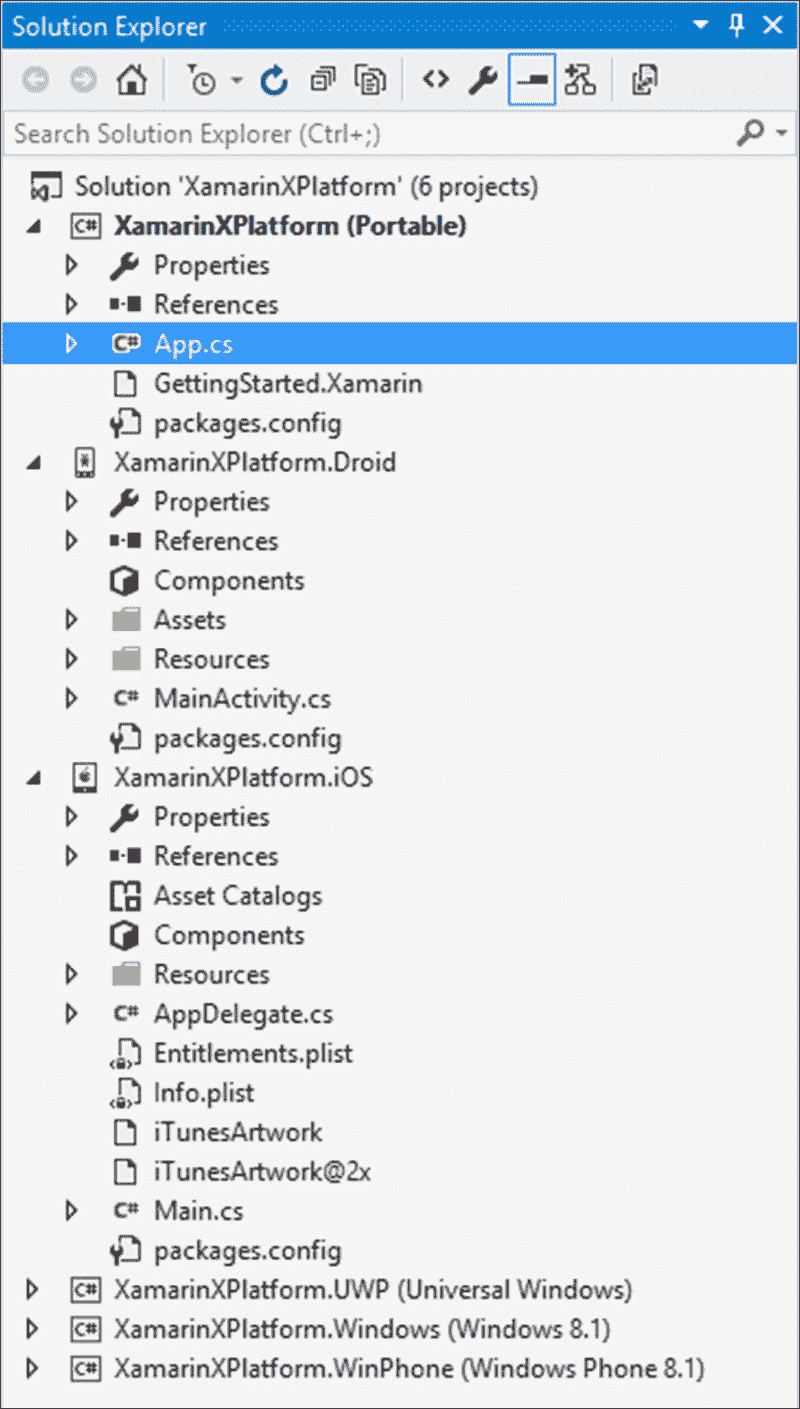 Solution Explorer
Search Solution Explorer (Ctrl+;)
Solution 'XamarinXPlatform' (6 projects)
C# XamarinXPlatform (Portable)
Properties
References
C# App.cs
GettingStarted.Xamarin
packages.config
XamarinXPlatform.Droid
Properties
References
Components
Assets
Resources
C# MainActivity.cs
packages.config
XamarinXPlatform.iOS
Properties
References
Asset Catalogs
Components
Resources
C# AppDelegate.cs
Entitlements.plist
Info.plist
iTunesArtwork
iTunesArtwork@2x
C# Main.cs
packages.config
C# XamarinXPlatform.UWP (Universal Windows)
C# XamarinXPlatform.Windows (Windows 8.1)
C# XamarinXPlatform.WinPhone (Windows Phone 8.1)